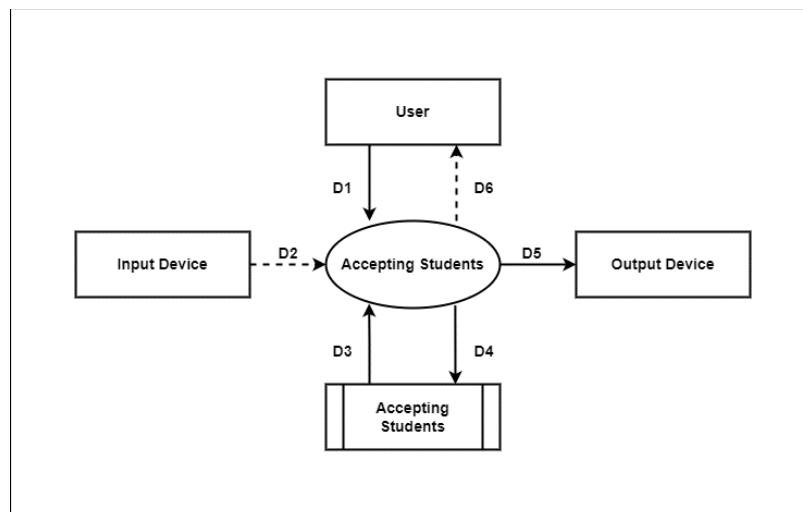 User
D1
D6
Input Device
D2
Accepting Students
D5
Output Device
D3
D4
Accepting
Students